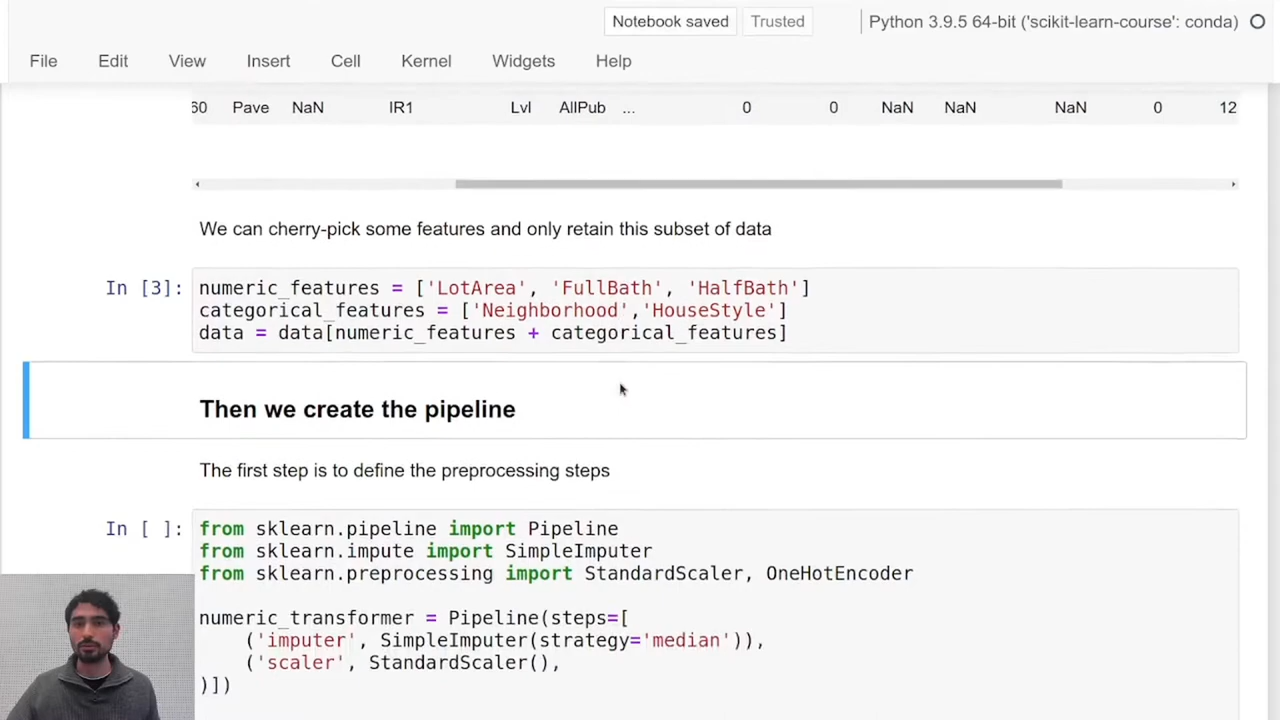 Notebook saved Trusted Python 3.9.5 64-bit ('scikit-learn-course': conda)
File Edit View Insert Cell Kernel Widgets Help
60 Pave NaN IR1 Lvl AllPub ... 0 0 NaN NaN NaN 0 12
We can cherry-pick some features and only retain this subset of data
In [3]: numeric_features = ['LotArea', 'FullBath', 'HalfBath']
categorical_features = ['Neighborhood','HouseStyle']
data = data[numeric_features + categorical_features]
Then we create the pipeline
The first step is to define the preprocessing steps
In [ ]: from sklearn.pipeline import Pipeline
from sklearn.impute import SimpleImputer
from sklearn.preprocessing import StandardScaler, OneHotEncoder
numeric_transformer = Pipeline(steps=[
('imputer', SimpleImputer(strategy='median')),
('scaler', StandardScaler(),
)])